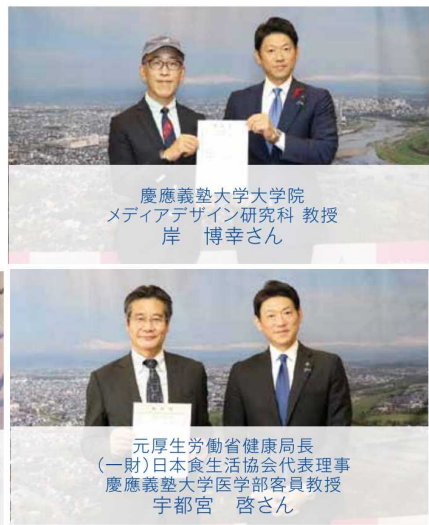 慶應義塾大学大学院
メディアデザイン研究科 教授
岸　博幸さん
元厚生労働省健康局長
（一財）日本食生活協会代表理事
慶應義塾大学医学部客員教授
宇都宮　啓さん